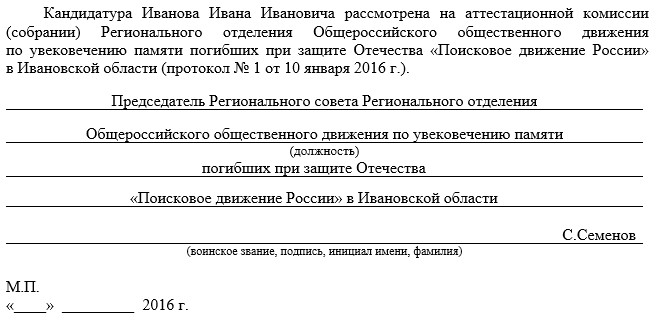 Кандидатура Иванова Ивана Ивановича рассмотрена на аттестационной комиссии
(собрании) Регионального отделения Общероссийского общественного движения
по увековечению памяти погибших при защите Отечества «Поисковое движение России»
в Ивановской области (протокол № 1 от 10 января 2016 г.).
Председатель Регионального совета Регионального отделения
Общероссийского общественного движения по увековечению памяти
(должность)
погибших при защите Отечества
«Поисковое движение России» в Ивановской области
С.Семенов
(воинское звание, подпись, инициал имени, фамилия)
М.П.
«____» _________ 2016 г.